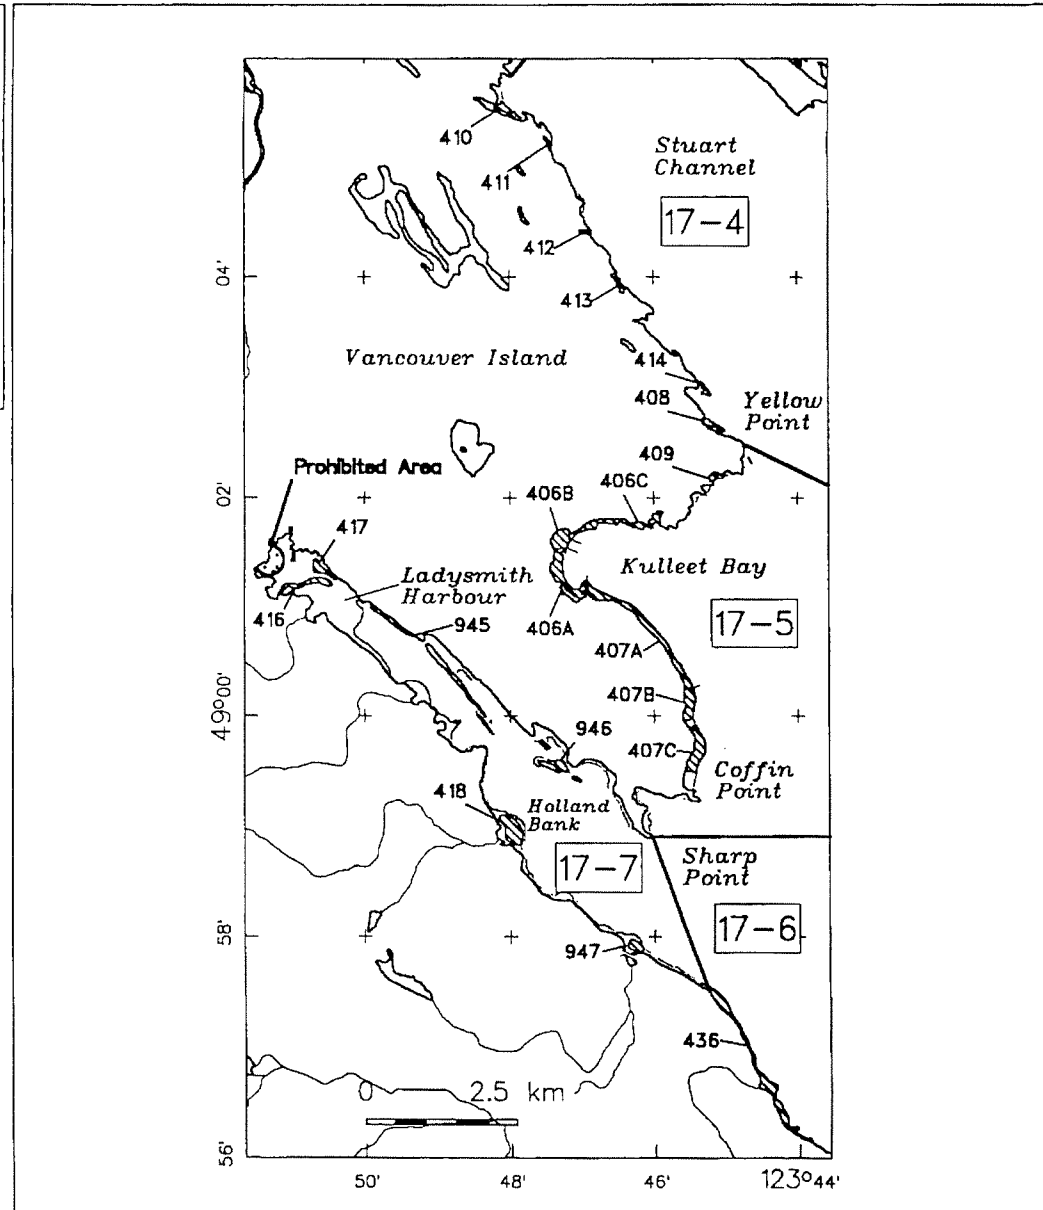 410
Stuart
Channel
411
17-4
412
04'
413
Vancouver Island
414
408
Yellow
Point
409
Prohibited Area
406C
406B
02'
417
Kulleet Bay
Ladysmith
Harbour
416
945
406A
17-5
407A
407B
49°00'
946
407C
Coffin
Point
418
Holland
Bank
17-7
Sharp
Point
17-6
58'
947
436
0
2.5 km
56'
50'
48'
46'
123°44'